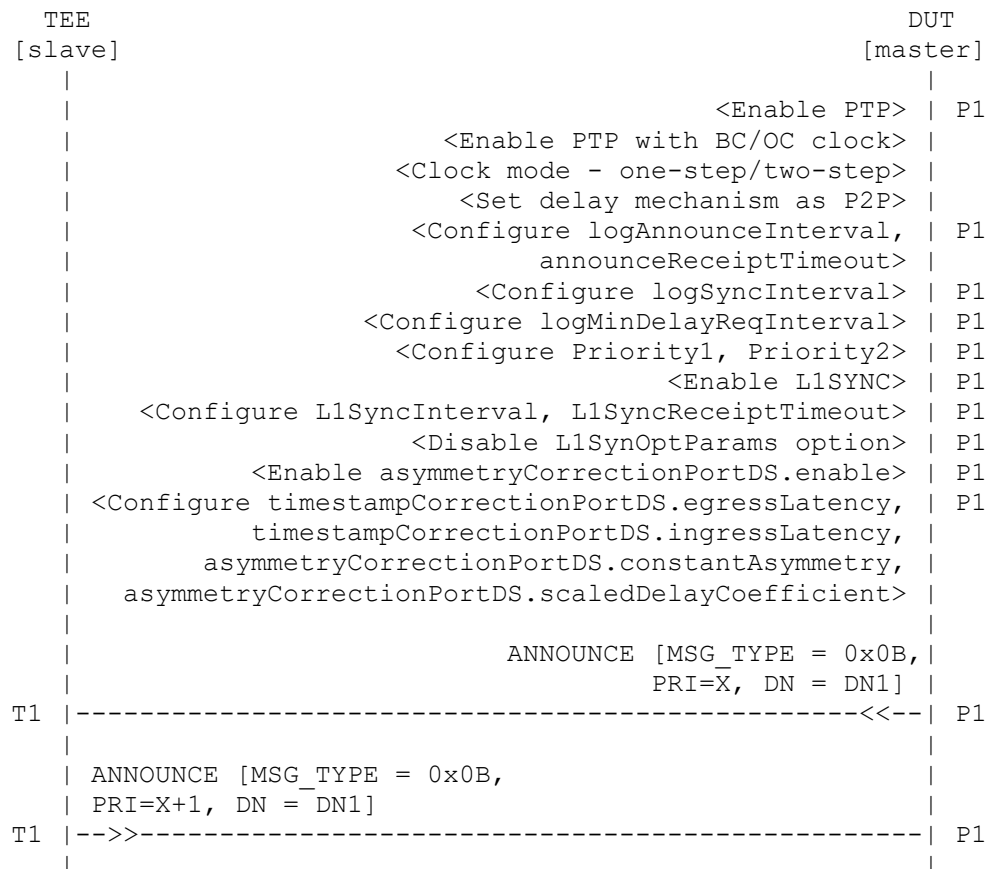 TEE                                                   DUT
[slave]                                              [master]
   |                                                     |
   |                                        <Enable PTP> | P1
   |                       <Enable PTP with BC/OC clock> |
   |                    <Clock mode - one-step/two-step> |
   |                        <Set delay mechanism as P2P> |
   |                     <Configure logAnnounceInterval, | P1
   |                             announceReceiptTimeout> |
   |                         <Configure logSyncInterval> | P1
   |                  <Configure logMinDelayReqInterval> | P1
   |                    <Configure Priority1, Priority2> | P1
   |                                     <Enable L1SYNC> | P1
   |    <Configure L1SyncInterval, L1SyncReceiptTimeout> | P1
   |                     <Disable L1SynOptParams option> | P1
   |           <Enable asymmetryCorrectionPortDS.enable> | P1
   | <Configure timestampCorrectionPortDS.egressLatency, | P1
   |           timestampCorrectionPortDS.ingressLatency, |
   |        asymmetryCorrectionPortDS.constantAsymmetry, |
   |   asymmetryCorrectionPortDS.scaledDelayCoefficient> |
   |                                                     |
   |                           ANNOUNCE [MSG_TYPE = 0x0B,|
   |                                    PRI=X, DN = DN1] |
T1 |-------------------------------------------------<<--| P1
   |                                                     |
   | ANNOUNCE [MSG_TYPE = 0x0B,                          |
   | PRI=X+1, DN = DN1]                                  |
T1 |-->>-------------------------------------------------| P1
   |                                                     |